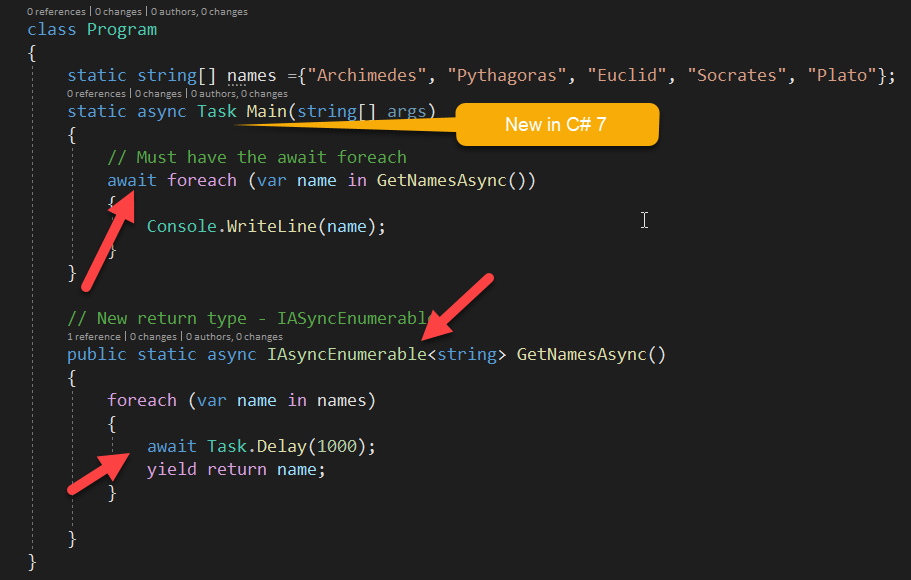 0 references | 0 changes | 0 authors, 0 changes
class Program
{
static string[] names ={"Archimedes", "Pythagoras", "Euclid", "Socrates", "Plato"};
0 references | 0 changes | 0 authors, 0 changes
static async Task Main(string[] args)
New in C# 7
{
// Must have the await foreach
await foreach (var name in GetNamesAsync())
{
Console.WriteLine(name);
}
}
// New return type - IASyncEnumerabl
1 reference | 0 changes | 0 authors, 0 changes
public static async IAsyncEnumerable<string> GetNamesAsync()
{
foreach (var name in names)
{
await Task.Delay(1000);
yield return name;
}
}
}